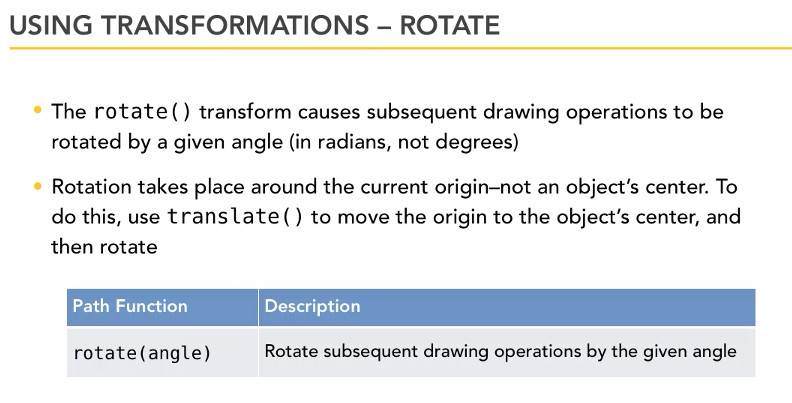 USING TRANSFORMATIONS – ROTATE
• The rotate() transform causes subsequent drawing operations to be
rotated by a given angle (in radians, not degrees)
• Rotation takes place around the current origin–not an object's center. To
do this, use translate() to move the origin to the object's center, and
then rotate
Path Function Description
rotate(angle) Rotate subsequent drawing operations by the given angle